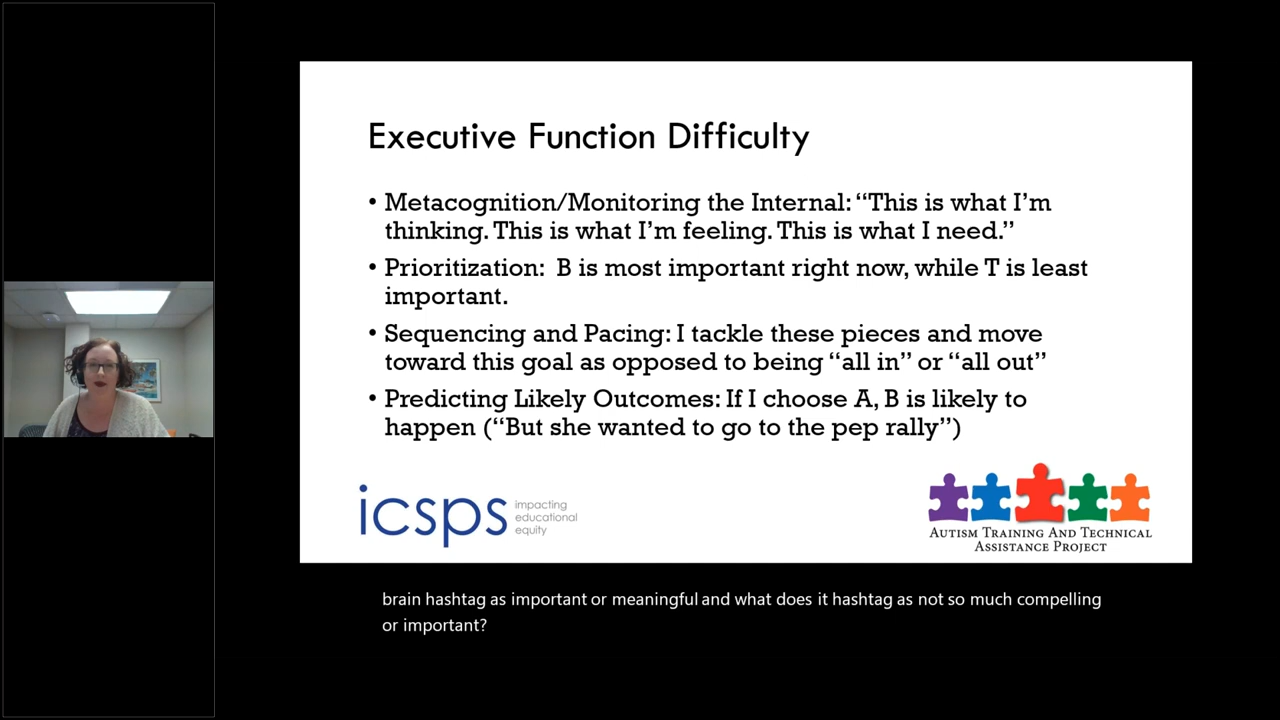 Executive Function Difficulty
• Metacognition/Monitoring the Internal: “This is what I’m
thinking. This is what I’m feeling. This is what I need.”
• Prioritization:  B is most important right now, while T is least
important.
• Sequencing and Pacing: I tackle these pieces and move
toward this goal as opposed to being “all in” or “all out”
• Predicting Likely Outcomes: If I choose A, B is likely to
happen (“But she wanted to go to the pep rally”)
icsps
impacting
educational
equity
Autism Training And Technical
Assistance Project
brain hashtag as important or meaningful and what does it hashtag as not so much compelling
or important?